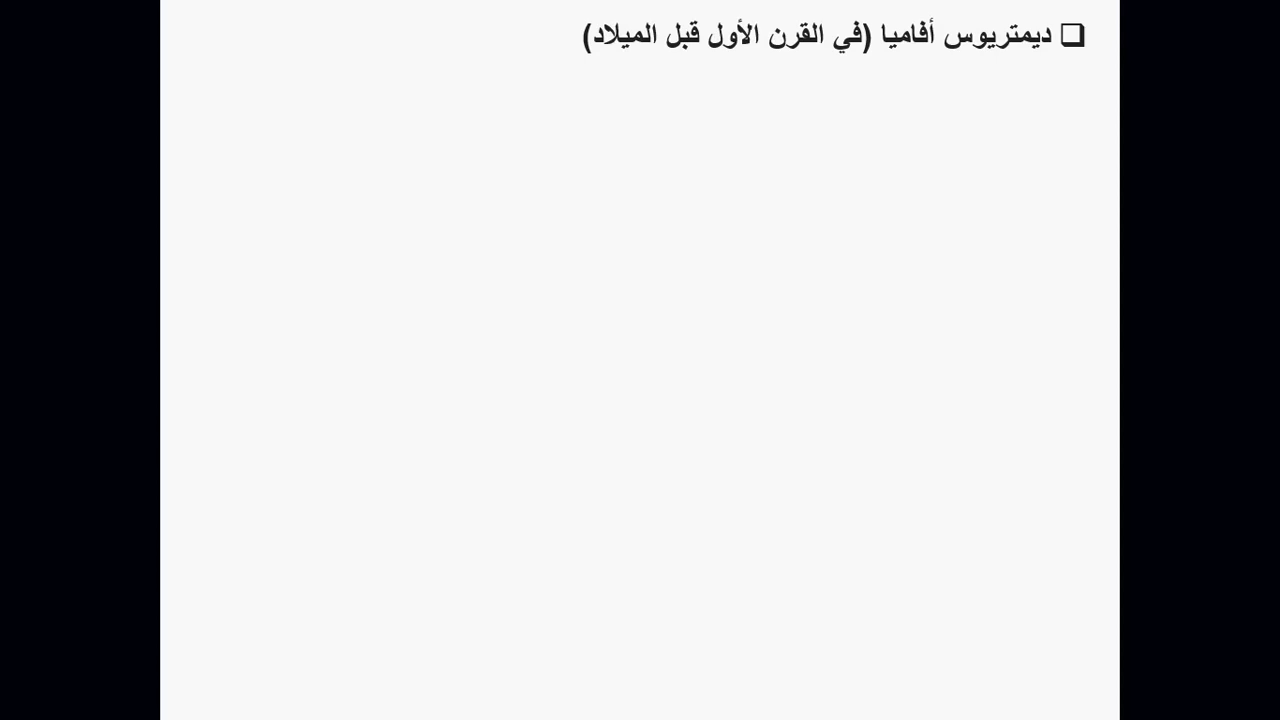 ❑ ديمتريوس أفاميا (في القرن الأول قبل الميلاد)